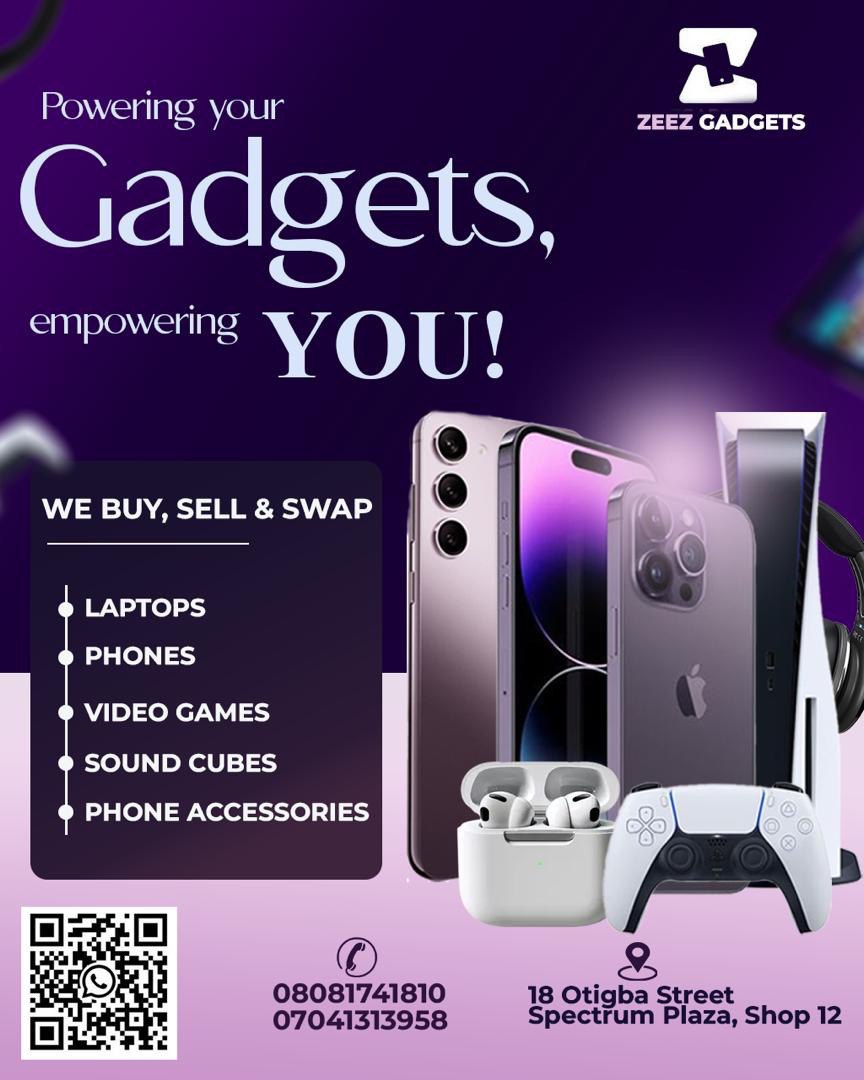 ZEEZ GADGETS
Powering your
Gadgets,
empowering YOU!
WE BUY, SELL & SWAP
LAPTOPS
PHONES
VIDEO GAMES
SOUND CUBES
PHONE ACCESSORIES
08081741810
07041313958
18 Otigba Street
Spectrum Plaza, Shop 12